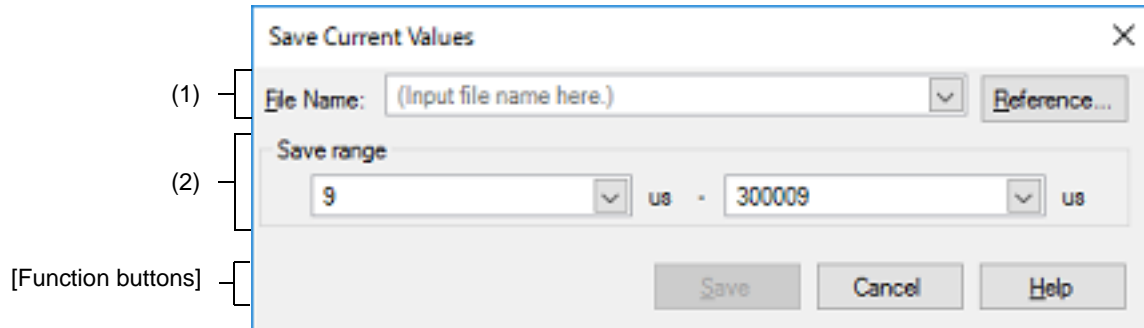 Save Current Values
(1) File Name: (Input file name here.) Reference...
Save range
(2) 9 us - 300009 us
[Function buttons] Save Cancel Help